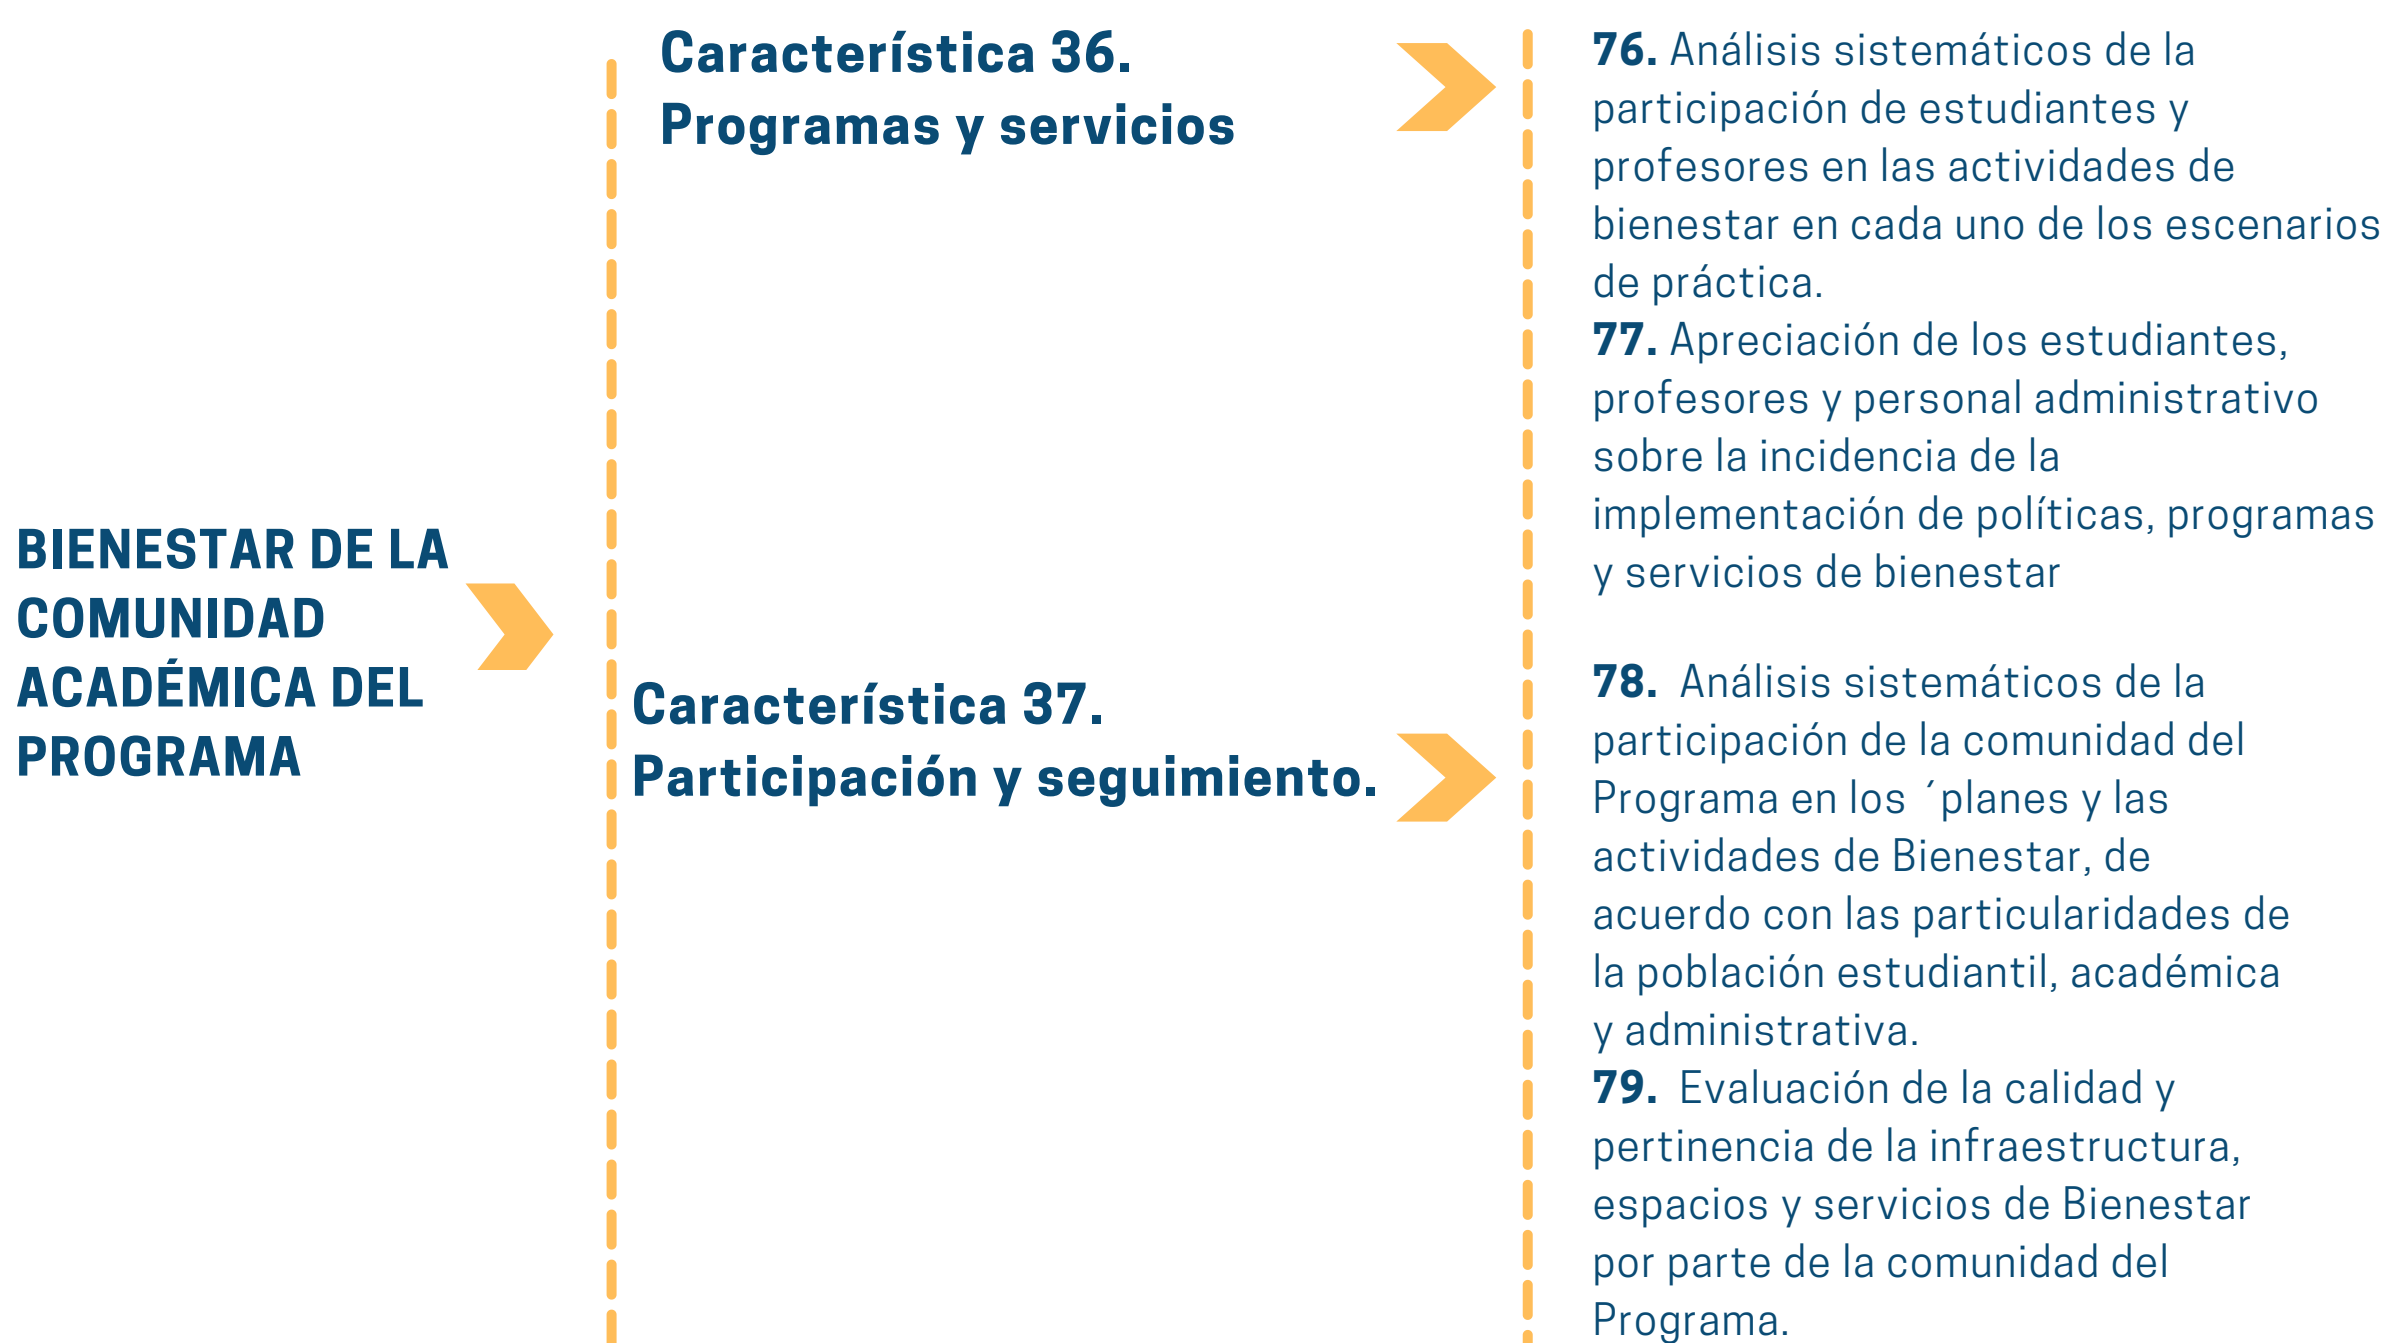 BIENESTAR DE LA
COMUNIDAD
ACADÉMICA DEL
PROGRAMA
Característica 36.
Programas y servicios
76. Análisis sistemáticos de la
participación de estudiantes y
profesores en las actividades de
bienestar en cada uno de los escenarios
de práctica.
77. Apreciación de los estudiantes,
profesores y personal administrativo
sobre la incidencia de la
implementación de políticas, programas
y servicios de bienestar
Característica 37.
Participación y seguimiento.
78. Análisis sistemáticos de la
participación de la comunidad del
Programa en los ´planes y las
actividades de Bienestar, de
acuerdo con las particularidades de
la población estudiantil, académica
y administrativa.
79. Evaluación de la calidad y
pertinencia de la infraestructura,
espacios y servicios de Bienestar
por parte de la comunidad del
Programa.